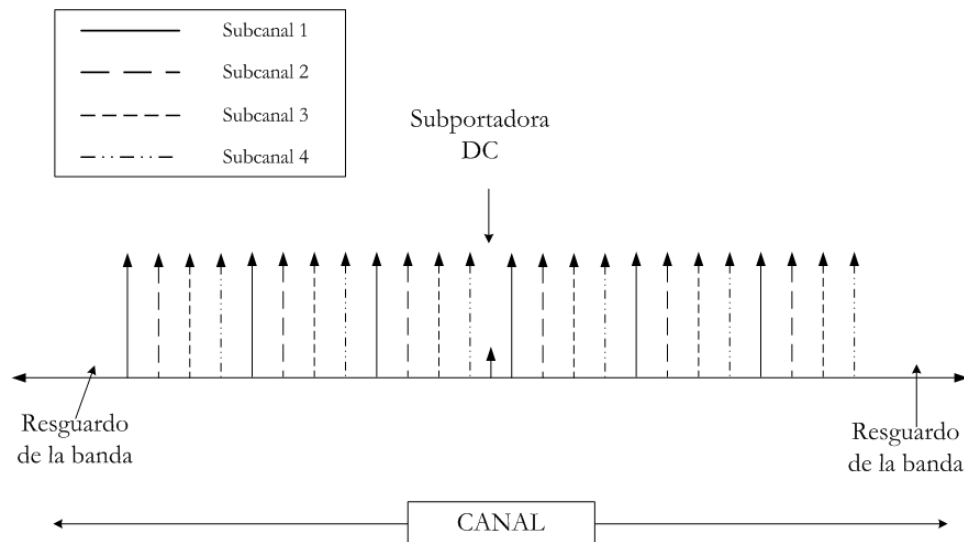 Subcanal 1
Subcanal 2
Subcanal 3
Subcanal 4
Subportadora
DC
Resguardo
de la banda
Resguardo
de la banda
CANAL